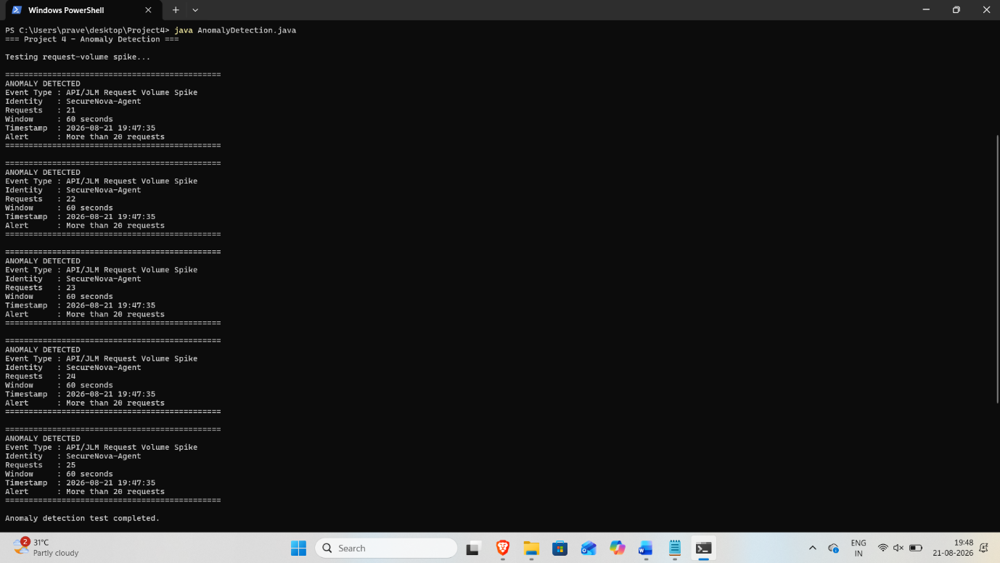 Windows PowerShell
PS C:\Users\prave\desktop\Project4> java AnomalyDetection.java
=== Project 4 - Anomaly Detection ===
Testing request-volume spike...
==============================================
ANOMALY DETECTED
Event Type : API/JLM Request Volume Spike
Identity   : SecureNova-Agent
Requests   : 21
Window     : 60 seconds
Timestamp  : 2026-08-21 19:47:35
Alert      : More than 20 requests
==============================================
==============================================
ANOMALY DETECTED
Event Type : API/JLM Request Volume Spike
Identity   : SecureNova-Agent
Requests   : 22
Window     : 60 seconds
Timestamp  : 2026-08-21 19:47:35
Alert      : More than 20 requests
==============================================
==============================================
ANOMALY DETECTED
Event Type : API/JLM Request Volume Spike
Identity   : SecureNova-Agent
Requests   : 23
Window     : 60 seconds
Timestamp  : 2026-08-21 19:47:35
Alert      : More than 20 requests
==============================================
==============================================
ANOMALY DETECTED
Event Type : API/JLM Request Volume Spike
Identity   : SecureNova-Agent
Requests   : 24
Window     : 60 seconds
Timestamp  : 2026-08-21 19:47:35
Alert      : More than 20 requests
==============================================
==============================================
ANOMALY DETECTED
Event Type : API/JLM Request Volume Spike
Identity   : SecureNova-Agent
Requests   : 25
Window     : 60 seconds
Timestamp  : 2026-08-21 19:47:35
Alert      : More than 20 requests
==============================================
Anomaly detection test completed.
2
31°C
Partly cloudy
Search
ENG
IN
19:48
21-08-2026